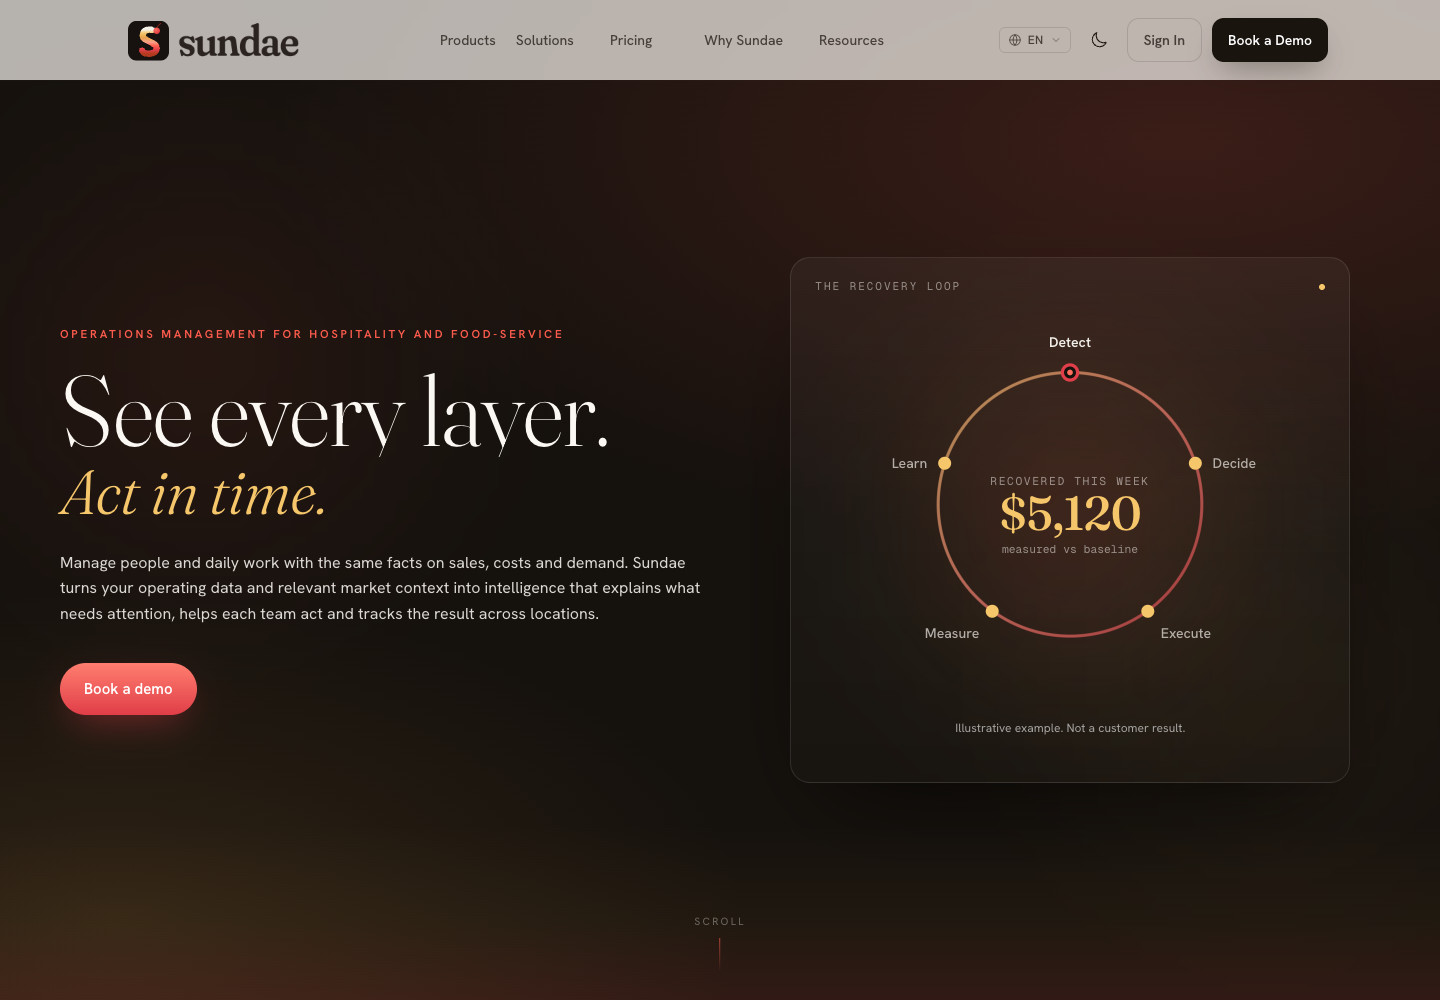 sundae
Products
Solutions
Pricing
Why Sundae
Resources
EN
Sign In
Book a Demo
OPERATIONS MANAGEMENT FOR HOSPITALITY AND FOOD-SERVICE
See every layer.
Act in time.
Manage people and daily work with the same facts on sales, costs and demand. Sundae
turns your operating data and relevant market context into intelligence that explains what
needs attention, helps each team act and tracks the result across locations.
Book a demo
THE RECOVERY LOOP
Detect
Learn
Decide
RECOVERED THIS WEEK
$5,120
measured vs baseline
Measure
Execute
Illustrative example. Not a customer result.
SCROLL